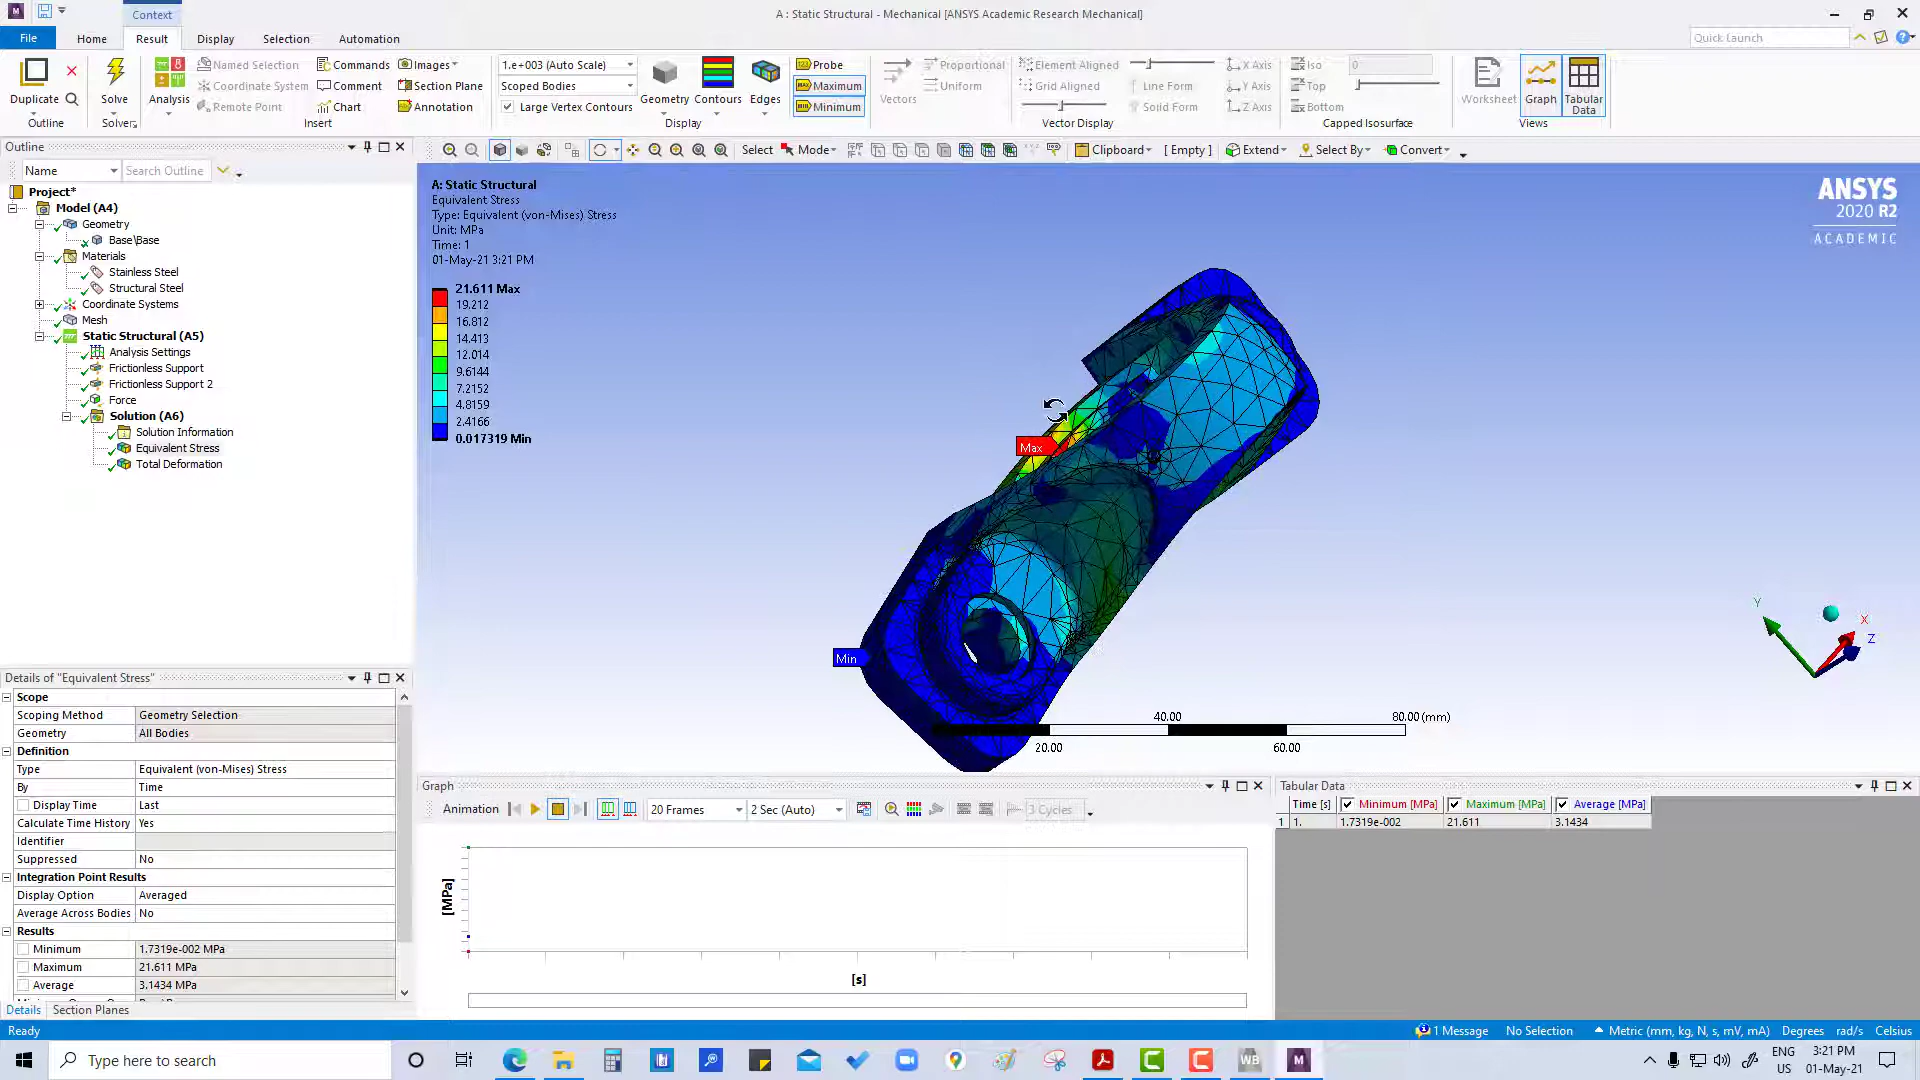 Context
A : Static Structural - Mechanical [ANSYS Academic Research Mechanical]
File
Home
Result
Display
Selection
Automation
Quick Launch
Duplicate
Outline
Solve
Solver
Analysis
Named Selection
Coordinate System
Remote Point
Commands
Comment
Chart
Images
Section Plane
Annotation
Insert
1.e+003 (Auto Scale)
Scoped Bodies
Large Vertex Contours
Geometry
Contours
Edges
Display
Probe
Maximum
Minimum
Vectors
Proportional
Uniform
Element Aligned
Grid Aligned
Line Form
Solid Form
X Axis
Y Axis
Z Axis
Vector Display
Iso
0
Top
Bottom
Capped Isosurface
Worksheet
Graph
Tabular
Data
Views
Outline
Name
Search Outline
Select
Mode
Clipboard
[ Empty ]
Extend
Select By
Convert
Project*
Model (A4)
Geometry
Base\Base
Materials
Stainless Steel
Structural Steel
Coordinate Systems
Mesh
Static Structural (A5)
Analysis Settings
Frictionless Support
Frictionless Support 2
Force
Solution (A6)
Solution Information
Equivalent Stress
Total Deformation
A: Static Structural
Equivalent Stress
Type: Equivalent (von-Mises) Stress
Unit: MPa
Time: 1
01-May-21 3:21 PM
21.611 Max
19.212
16.812
14.413
12.014
9.6144
7.2152
4.8159
2.4166
0.017319 Min
ANSYS
2020 R2
ACADEMIC
Max
Min
Y
X
Z
40.00
80.00 (mm)
20.00
60.00
Details of "Equivalent Stress"
Scope
Scoping Method Geometry Selection
Geometry All Bodies
Definition
Type Equivalent (von-Mises) Stress
By Time
Display Time Last
Calculate Time History Yes
Identifier
Suppressed No
Integration Point Results
Display Option Averaged
Average Across Bodies No
Results
Minimum 1.7319e-002 MPa
Maximum 21.611 MPa
Average 3.1434 MPa
Details
Section Planes
Graph
Animation
20 Frames
2 Sec (Auto)
3 Cycles
[MPa]
[s]
Tabular Data
Time [s] Minimum [MPa] Maximum [MPa] Average [MPa]
1 1. 1.7319e-002 21.611 3.1434
Ready
1 Message
No Selection
Metric (mm, kg, N, s, mV, mA)
Degrees
rad/s
Celsius
Type here to search
WB
M
ENG
US
3:21 PM
01-May-21